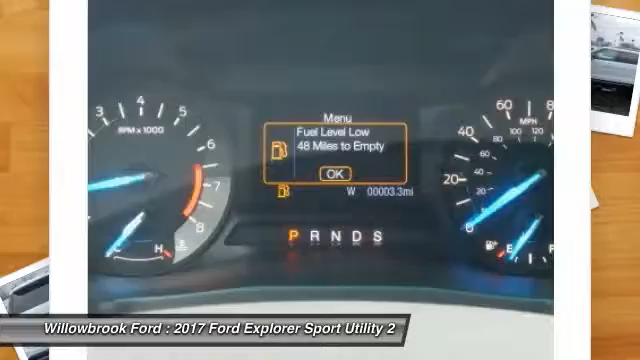 Menu
Fuel Level Low
48 Miles to Empty
OK
W 00003.3mi
P R N D S
3 4 5 6 7 8
RPM x 1000
H
60 8
MPH
100 120
40 80
60
20 40
20
0
E F
Willowbrook Ford : 2017 Ford Explorer Sport Utility 2